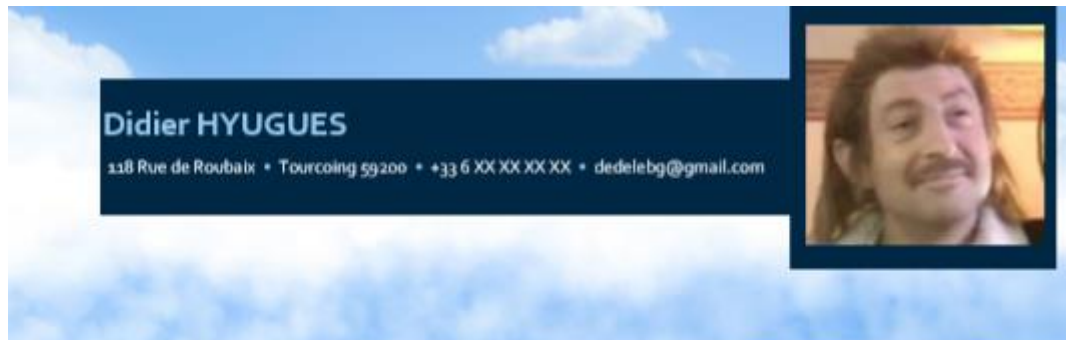 Didier HYUGUES
118 Rue de Roubaix • Tourcoing 59200 • +33 6 XX XX XX XX • dedelebg@gmail.com